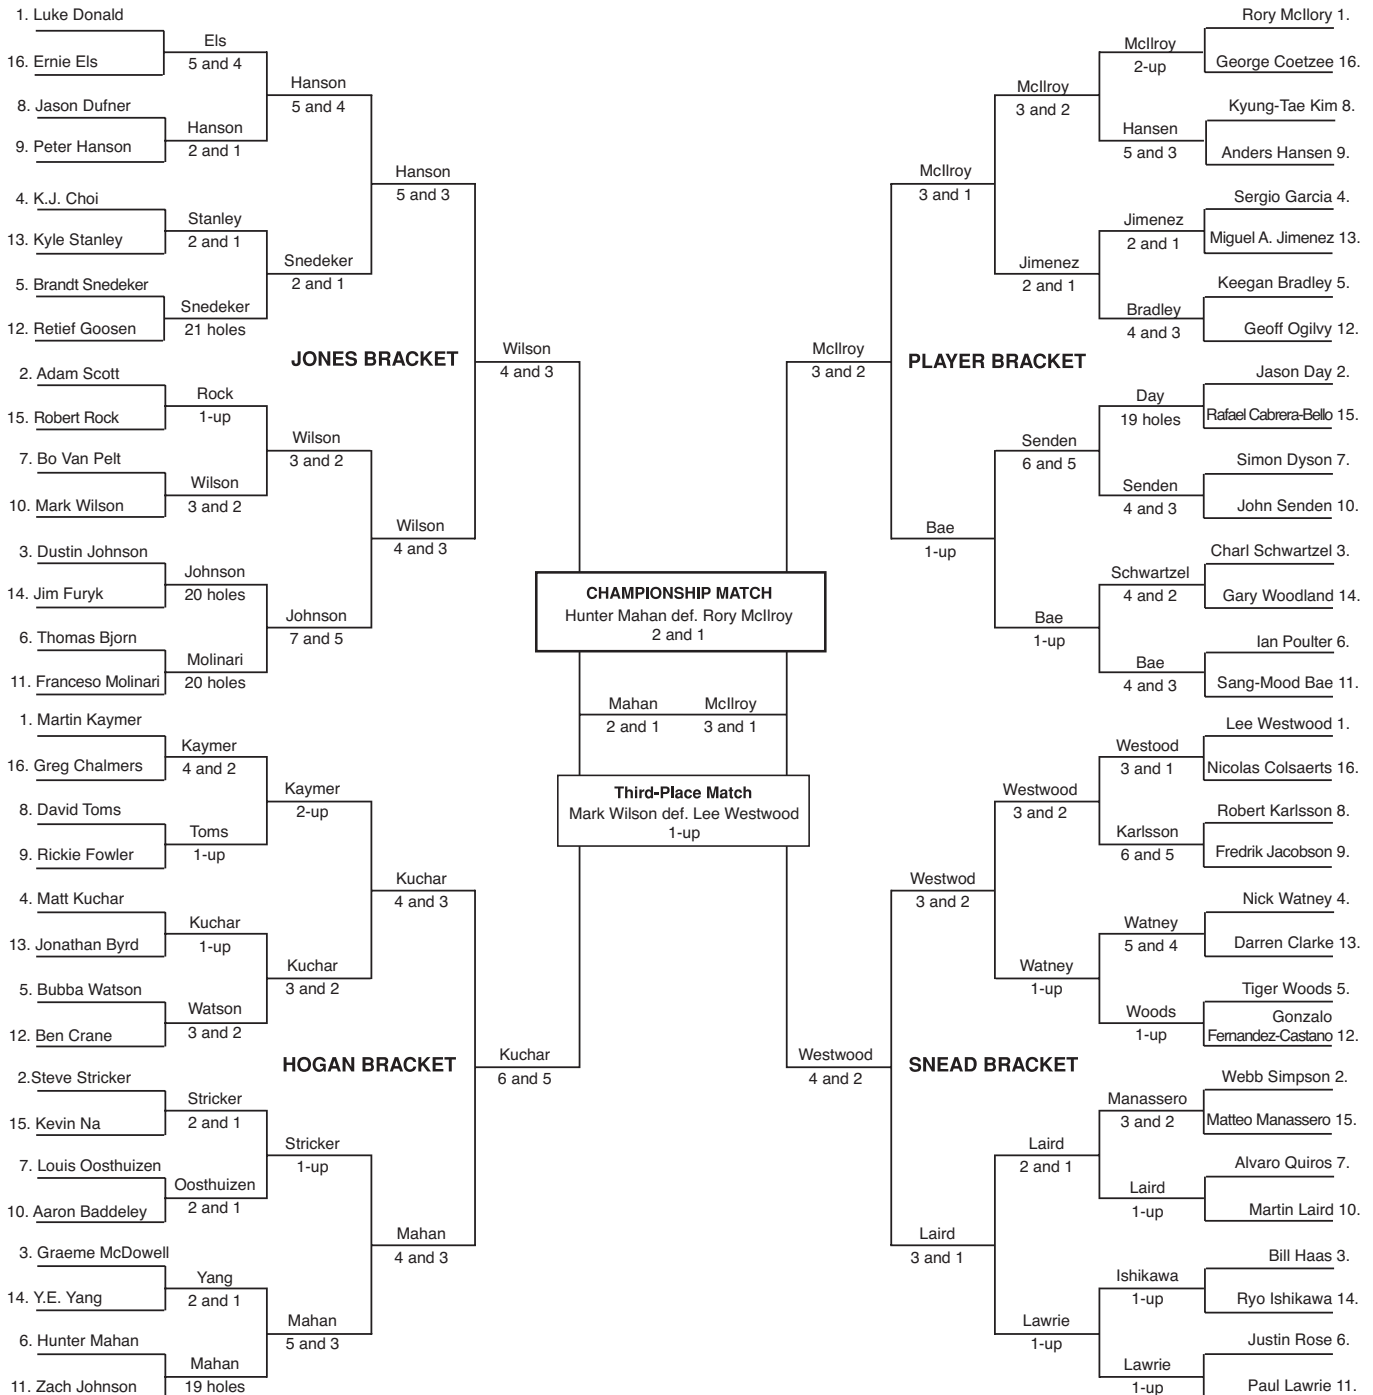 1. Luke Donald
Els
16. Ernie Els
5 and 4
Hanson
5 and 4
8. Jason Dufner
Hanson
9. Peter Hanson
2 and 1
Hanson
5 and 3
4. K.J. Choi
Stanley
13. Kyle Stanley
2 and 1
Snedeker
2 and 1
5. Brandt Snedeker
Snedeker
12. Retief Goosen
21 holes
JONES BRACKET
Wilson
4 and 3
2. Adam Scott
Rock
15. Robert Rock
1-up
Wilson
3 and 2
7. Bo Van Pelt
Wilson
10. Mark Wilson
3 and 2
Wilson
4 and 3
3. Dustin Johnson
Johnson
14. Jim Furyk
20 holes
Johnson
7 and 5
6. Thomas Bjorn
Molinari
11. Franceso Molinari
20 holes
1. Martin Kaymer
Kaymer
16. Greg Chalmers
4 and 2
Kaymer
2-up
8. David Toms
Toms
9. Rickie Fowler
1-up
Kuchar
4 and 3
4. Matt Kuchar
Kuchar
13. Jonathan Byrd
1-up
Kuchar
3 and 2
5. Bubba Watson
Watson
12. Ben Crane
3 and 2
HOGAN BRACKET
Kuchar
6 and 5
2.Steve Stricker
Stricker
15. Kevin Na
2 and 1
Stricker
1-up
7. Louis Oosthuizen
Oosthuizen
10. Aaron Baddeley
2 and 1
Mahan
4 and 3
3. Graeme McDowell
Yang
14. Y.E. Yang
2 and 1
Mahan
5 and 3
6. Hunter Mahan
Mahan
11. Zach Johnson
19 holes
CHAMPIONSHIP MATCH
Hunter Mahan def. Rory McIlroy
2 and 1
Mahan McIlroy
2 and 1 3 and 1
Third-Place Match
Mark Wilson def. Lee Westwood
1-up
Rory McIlory 1.
McIlroy
2-up
George Coetzee 16.
McIlroy
3 and 2
Kyung-Tae Kim 8.
Hansen
5 and 3
Anders Hansen 9.
McIlroy
3 and 1
Sergio Garcia 4.
Jimenez
2 and 1
Miguel A. Jimenez 13.
Jimenez
2 and 1
Keegan Bradley 5.
Bradley
4 and 3
Geoff Ogilvy 12.
McIlroy
3 and 2
PLAYER BRACKET
Jason Day 2.
Day
19 holes
Rafael Cabrera-Bello 15.
Senden
6 and 5
Simon Dyson 7.
Senden
4 and 3
John Senden 10.
Bae
1-up
Charl Schwartzel 3.
Schwartzel
4 and 2
Gary Woodland 14.
Bae
1-up
Ian Poulter 6.
Bae
4 and 3
Sang-Mood Bae 11.
Lee Westwood 1.
Westood
3 and 1
Nicolas Colsaerts 16.
Westwood
3 and 2
Robert Karlsson 8.
Karlsson
6 and 5
Fredrik Jacobson 9.
Westwod
3 and 2
Nick Watney 4.
Watney
5 and 4
Darren Clarke 13.
Watney
1-up
Tiger Woods 5.
Woods
1-up
Gonzalo
Fernandez-Castano 12.
Westwood
4 and 2
SNEAD BRACKET
Webb Simpson 2.
Manassero
3 and 2
Matteo Manassero 15.
Laird
2 and 1
Alvaro Quiros 7.
Laird
1-up
Martin Laird 10.
Laird
3 and 1
Bill Haas 3.
Ishikawa
1-up
Ryo Ishikawa 14.
Lawrie
1-up
Justin Rose 6.
Lawrie
1-up
Paul Lawrie 11.